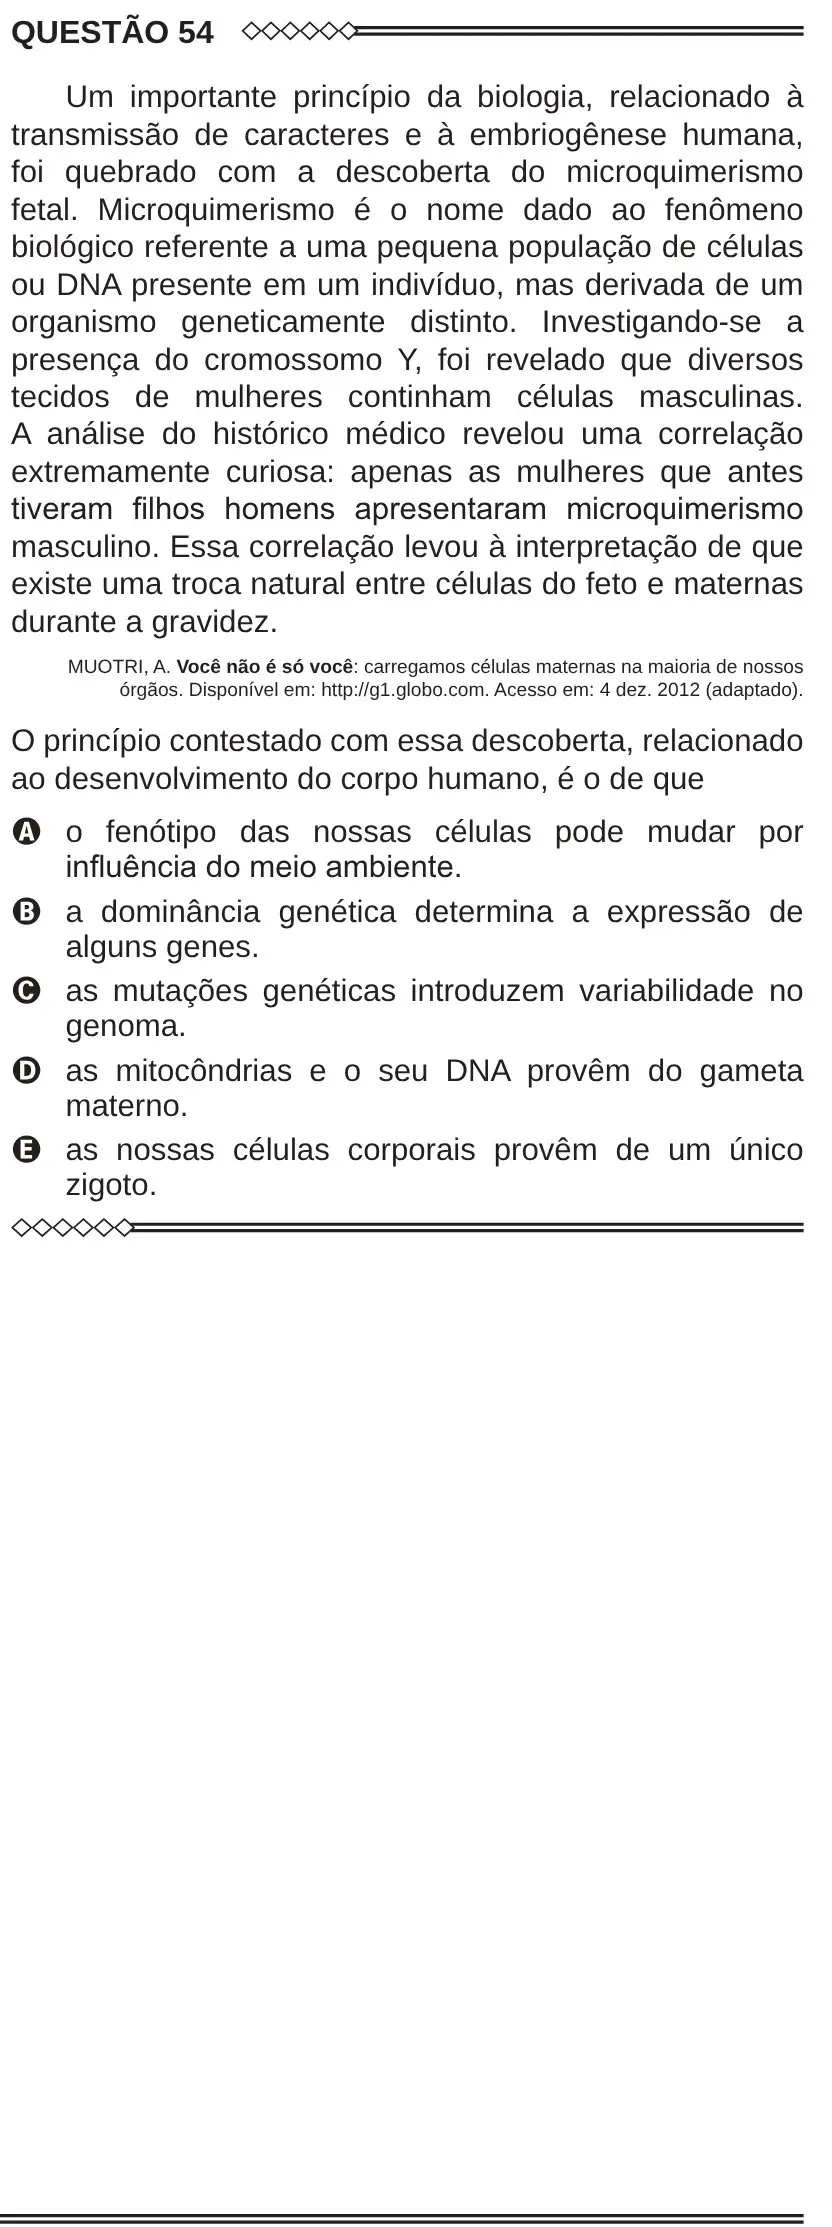 QUESTÃO 54
Um importante princípio da biologia, relacionado à
transmissão de caracteres e à embriogênese humana,
foi quebrado com a descoberta do microquimerismo
fetal. Microquimerismo é o nome dado ao fenômeno
biológico referente a uma pequena população de células
ou DNA presente em um indivíduo, mas derivada de um
organismo geneticamente distinto. Investigando-se a
presença do cromossomo Y, foi revelado que diversos
tecidos de mulheres continham células masculinas.
A análise do histórico médico revelou uma correlação
extremamente curiosa: apenas as mulheres que antes
tiveram filhos homens apresentaram microquimerismo
masculino. Essa correlação levou à interpretação de que
existe uma troca natural entre células do feto e maternas
durante a gravidez.
MUOTRI, A. Você não é só você: carregamos células maternas na maioria de nossos
órgãos. Disponível em: http://g1.globo.com. Acesso em: 4 dez. 2012 (adaptado).
O princípio contestado com essa descoberta, relacionado
ao desenvolvimento do corpo humano, é o de que
A o fenótipo das nossas células pode mudar por
influência do meio ambiente.
B a dominância genética determina a expressão de
alguns genes.
C as mutações genéticas introduzem variabilidade no
genoma.
D as mitocôndrias e o seu DNA provêm do gameta
materno.
E as nossas células corporais provêm de um único
zigoto.